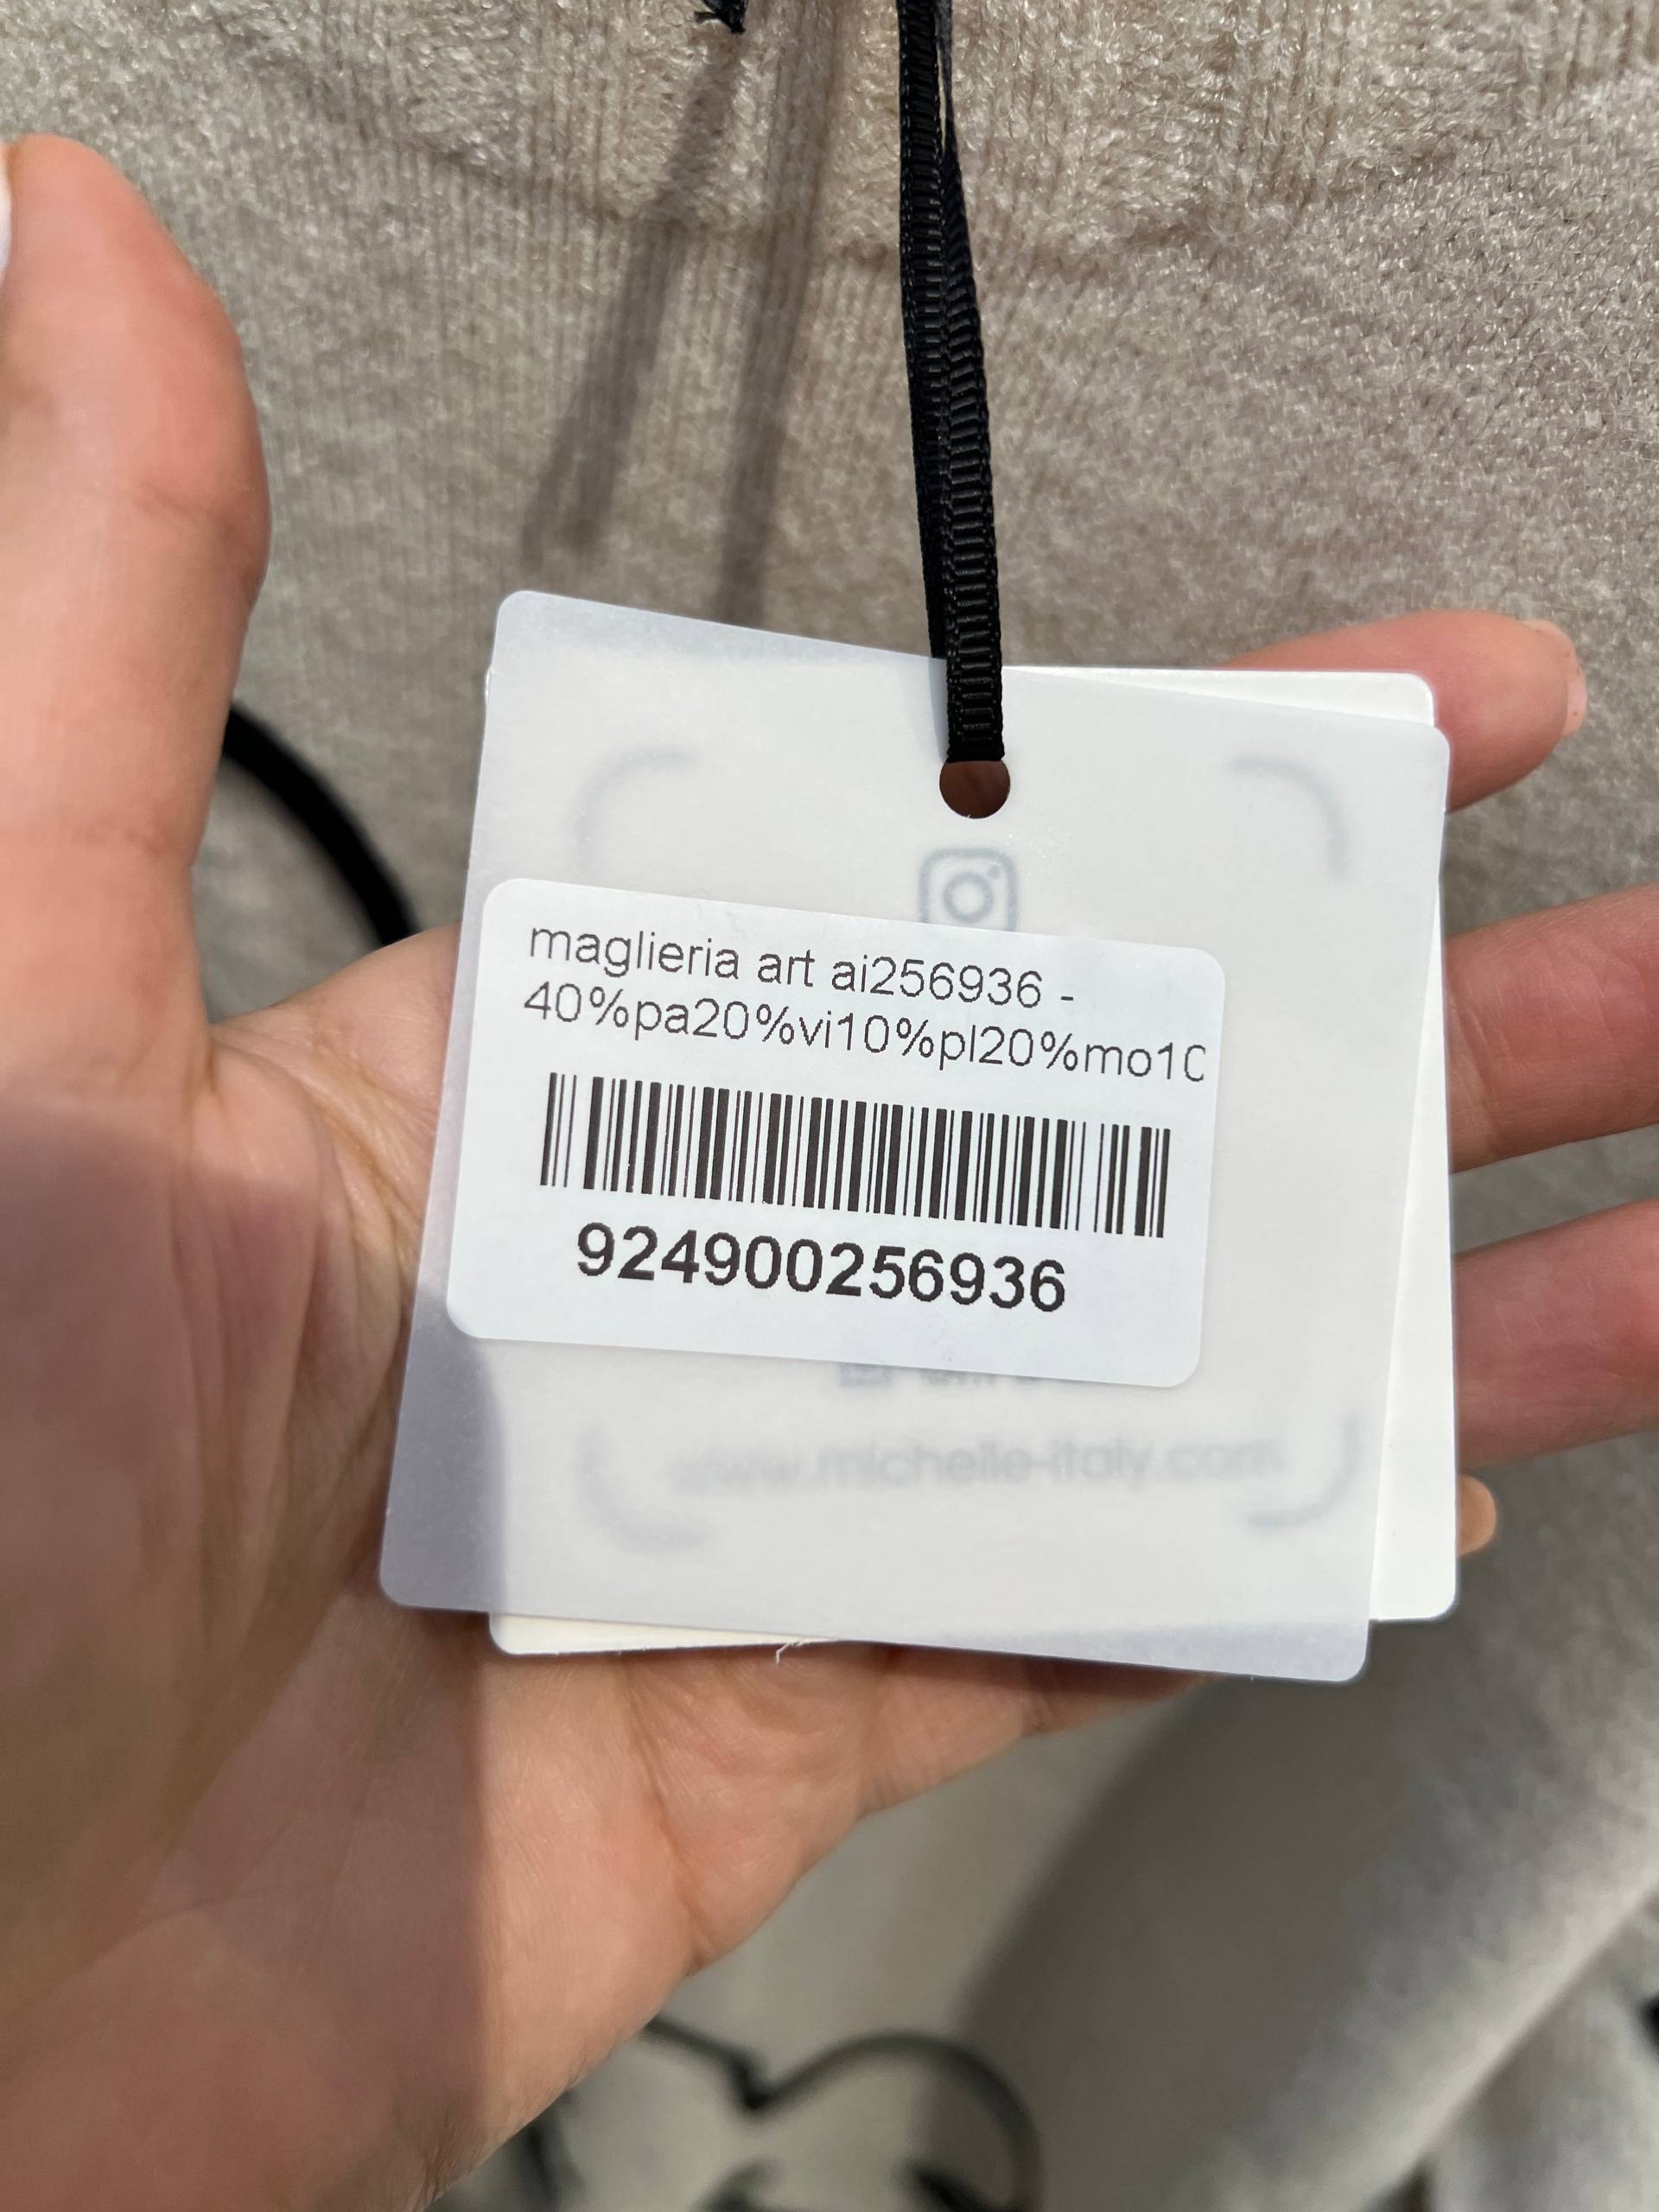 maglieria art ai256936 -
40%pa20%vi10%pl20%mo10
924900256936
www.michelle-italy.com